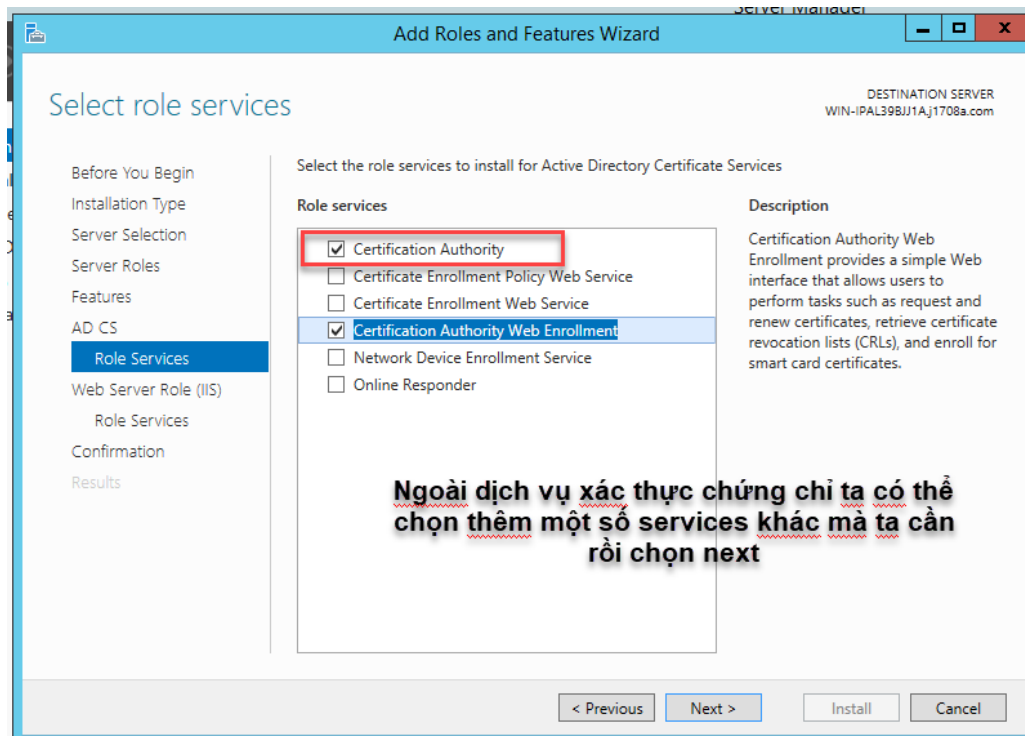 Server Manager
Add Roles and Features Wizard
Select role services
DESTINATION SERVER
WIN-IPAL39BJJ1A.j1708a.com
Before You Begin
Installation Type
Server Selection
Server Roles
Features
AD CS
Role Services
Web Server Role (IIS)
Role Services
Confirmation
Results
Select the role services to install for Active Directory Certificate Services
Role services
Certification Authority
Certificate Enrollment Policy Web Service
Certificate Enrollment Web Service
Certification Authority Web Enrollment
Network Device Enrollment Service
Online Responder
Description
Certification Authority Web
Enrollment provides a simple Web
interface that allows users to
perform tasks such as request and
renew certificates, retrieve certificate
revocation lists (CRLs), and enroll for
smart card certificates.
Ngoài dịch vụ xác thực chứng chỉ ta có thể
chọn thêm một số services khác mà ta cần
rồi chọn next
< Previous
Next >
Install
Cancel